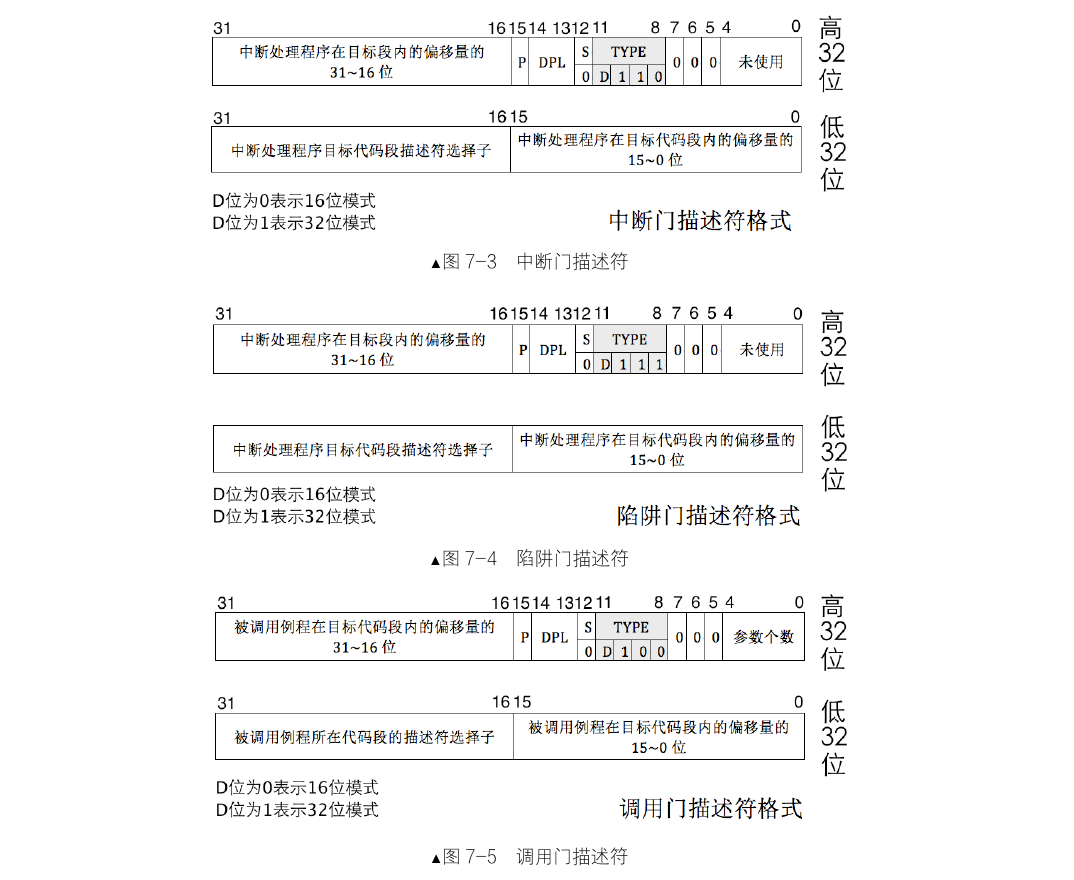 31 16 15 14 13 12 11 8 7 6 5 4 0
中断处理程序在目标段内的偏移量的
31~16 位
P DPL S TYPE 0 0 0 未使用
0 D 1 1 0
高
32
位
31 16 15 0
中断处理程序目标代码段描述符选择子
中断处理程序在目标代码段内的偏移量的
15~0 位
低
32
位
D位为0表示16位模式
D位为1表示32位模式
中断门描述符格式
▲图 7-3 中断门描述符
31 16 15 14 13 12 11 8 7 6 5 4 0
中断处理程序在目标段内的偏移量的
31~16 位
P DPL S TYPE 0 0 0 未使用
0 D 1 1 1
高
32
位
中断处理程序目标代码段描述符选择子
中断处理程序在目标代码段内的偏移量的
15~0 位
低
32
位
D位为0表示16位模式
D位为1表示32位模式
陷阱门描述符格式
▲图 7-4 陷阱门描述符
31 16 15 14 13 12 11 8 7 6 5 4 0
被调用例程在目标代码段内的偏移量的
31~16 位
P DPL S TYPE 0 0 0 参数个数
0 D 1 0 0
高
32
位
31 16 15 0
被调用例程所在代码段的描述符选择子
被调用例程在目标代码段内的偏移量的
15~0 位
低
32
位
D位为0表示16位模式
D位为1表示32位模式
调用门描述符格式
▲图 7-5 调用门描述符